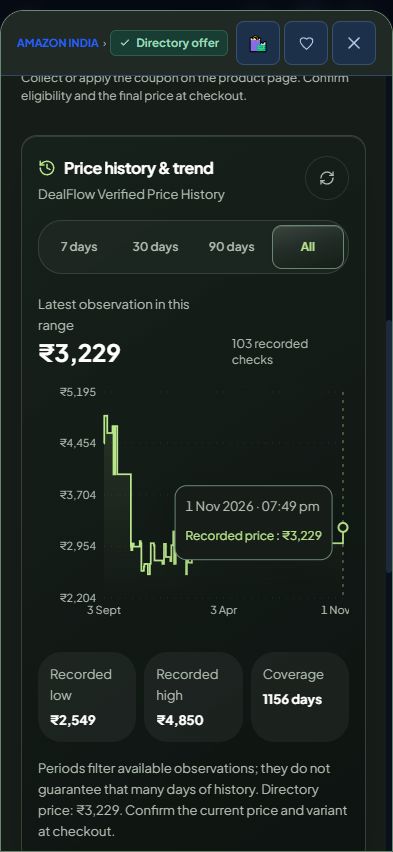 AMAZON INDIA › ✓ Directory offer
Collect or apply the coupon on the product page. Confirm
eligibility and the final price at checkout.
Price history & trend
DealFlow Verified Price History
7 days 30 days 90 days All
Latest observation in this
range
₹3,229
103 recorded
checks
₹5,195
₹4,454
₹3,704
₹2,954
₹2,204
1 Nov 2026 · 07:49 pm
Recorded price : ₹3,229
3 Sept 3 Apr 1 Nov
Recorded
low
₹2,549
Recorded
high
₹4,850
Coverage
1156 days
Periods filter available observations; they do not
guarantee that many days of history. Directory
price: ₹3,229. Confirm the current price and variant
at checkout.